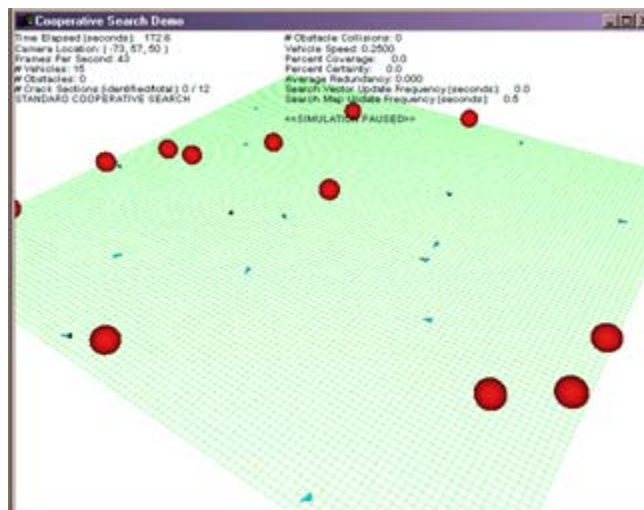 Cooperative Search Demo
Time Elapsed (seconds): 172.6
Camera Location: ( -73, 57, 50 )
Frames Per Second: 43
# Vehicles: 15
# Obstacles: 0
# Crack Sections (identified/total): 0 / 12
STANDARD COOPERATIVE SEARCH
# Obstacle Collisions: 0
Vehicle Speed: 0.2500
Percent Coverage: 0.0
Percent Certainty: 0.0
Average Redundancy: 0.000
Search Vector Update Frequency (seconds): 0.0
Search Map Update Frequency (seconds): 0.5
<<SIMULATION PAUSED>>